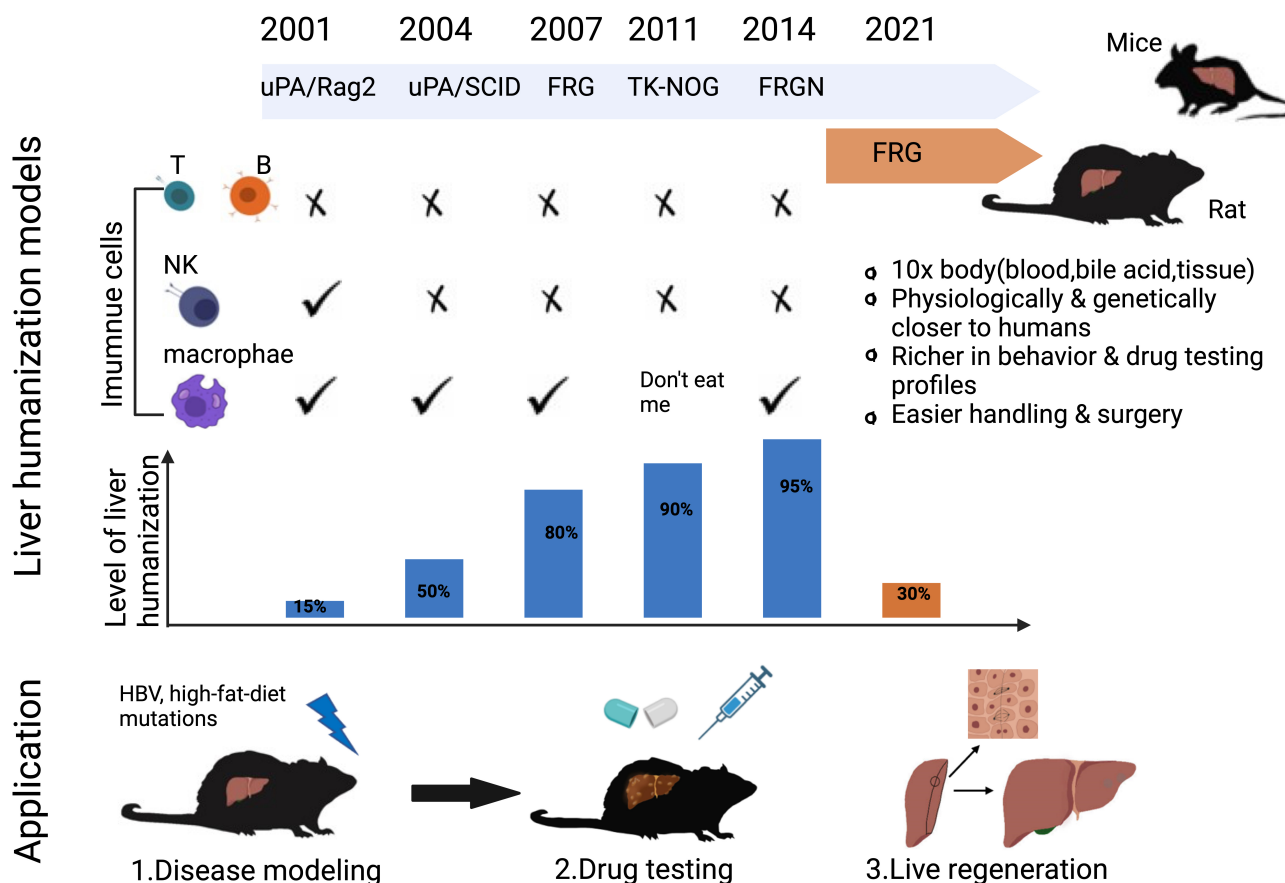 2001 2004 2007 2011 2014 2021
Mice
uPA/Rag2 uPA/SCID FRG TK-NOG FRGN
FRG
Rat
Liver humanization models
Imumnue cells
T B
X X X X X
NK
✓ X X X X
macrophae
✓ ✓ ✓ Don't eat ✓
me
10x body(blood,bile acid,tissue)
Physiologically & genetically
closer to humans
Richer in behavior & drug testing
profiles
Easier handling & surgery
Level of liver
humanization
15% 50% 80% 90% 95% 30%
Application
HBV, high-fat-diet
mutations
1.Disease modeling 2.Drug testing 3.Live regeneration